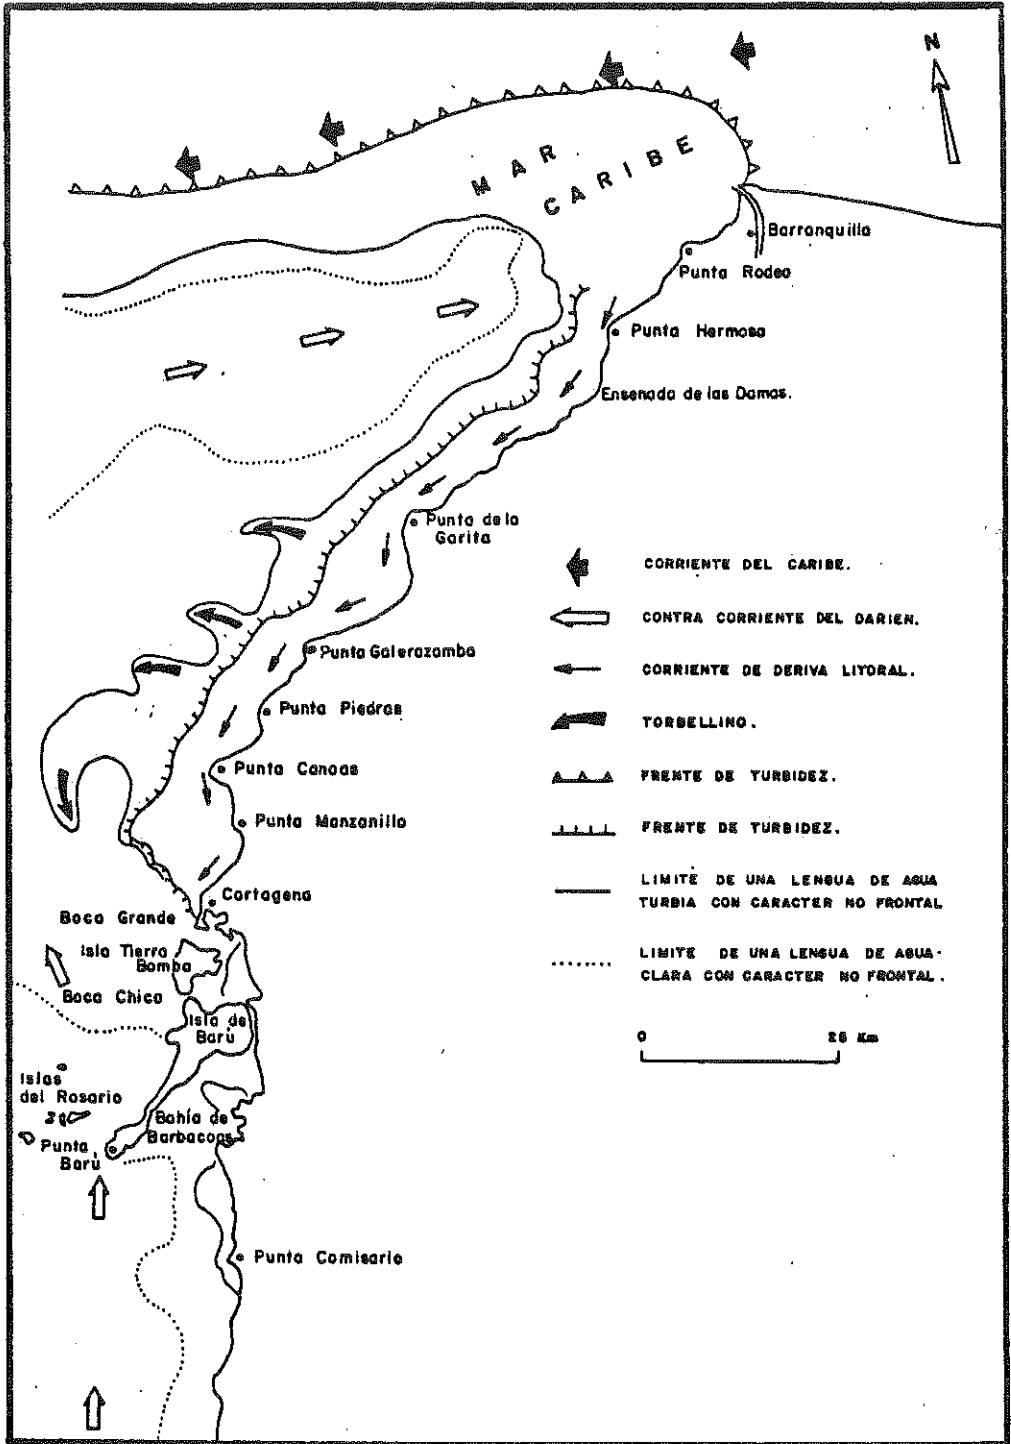 N
MAR
CARIBE
Barranquilla
Punta Rodeo
Punta Hermosa
Ensenada de las Damas.
Punta de la
Garita
Punta Galerazamba
Punta Piedras
Punta Canoas
Punta Manzanillo
Cartagena
Boca Grande
Isla Tierra
Bomba
Boca Chica
Isla de
Barú
Islas
del Rosario
Bahía de
Barbacoas
Punta
Barú
Punta Comisario
CORRIENTE DEL CARIBE.
CONTRA CORRIENTE DEL DARIEN.
CORRIENTE DE DERIVA LITORAL.
TORBELLINO.
FRENTE DE TURBIDEZ.
FRENTE DE TURBIDEZ.
LIMITE DE UNA LENGUA DE AGUA
TURBIA CON CARACTER NO FRONTAL
LIMITE DE UNA LENGUA DE AGUA-
CLARA CON CARACTER NO FRONTAL.
0 25 Km